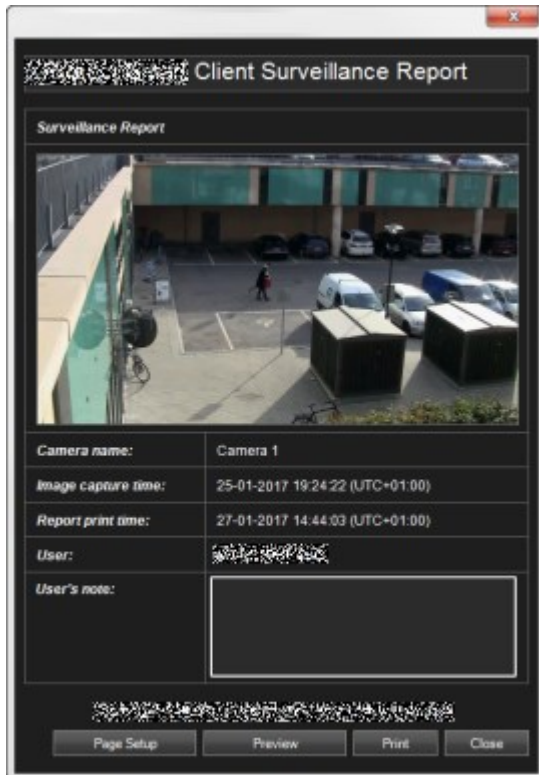 Client Surveillance Report
Surveillance Report
Camera name: Camera 1
Image capture time: 25-01-2017 19:24:22 (UTC+01:00)
Report print time: 27-01-2017 14:44:03 (UTC+01:00)
User:
User's note:
Page Setup Preview Print Close